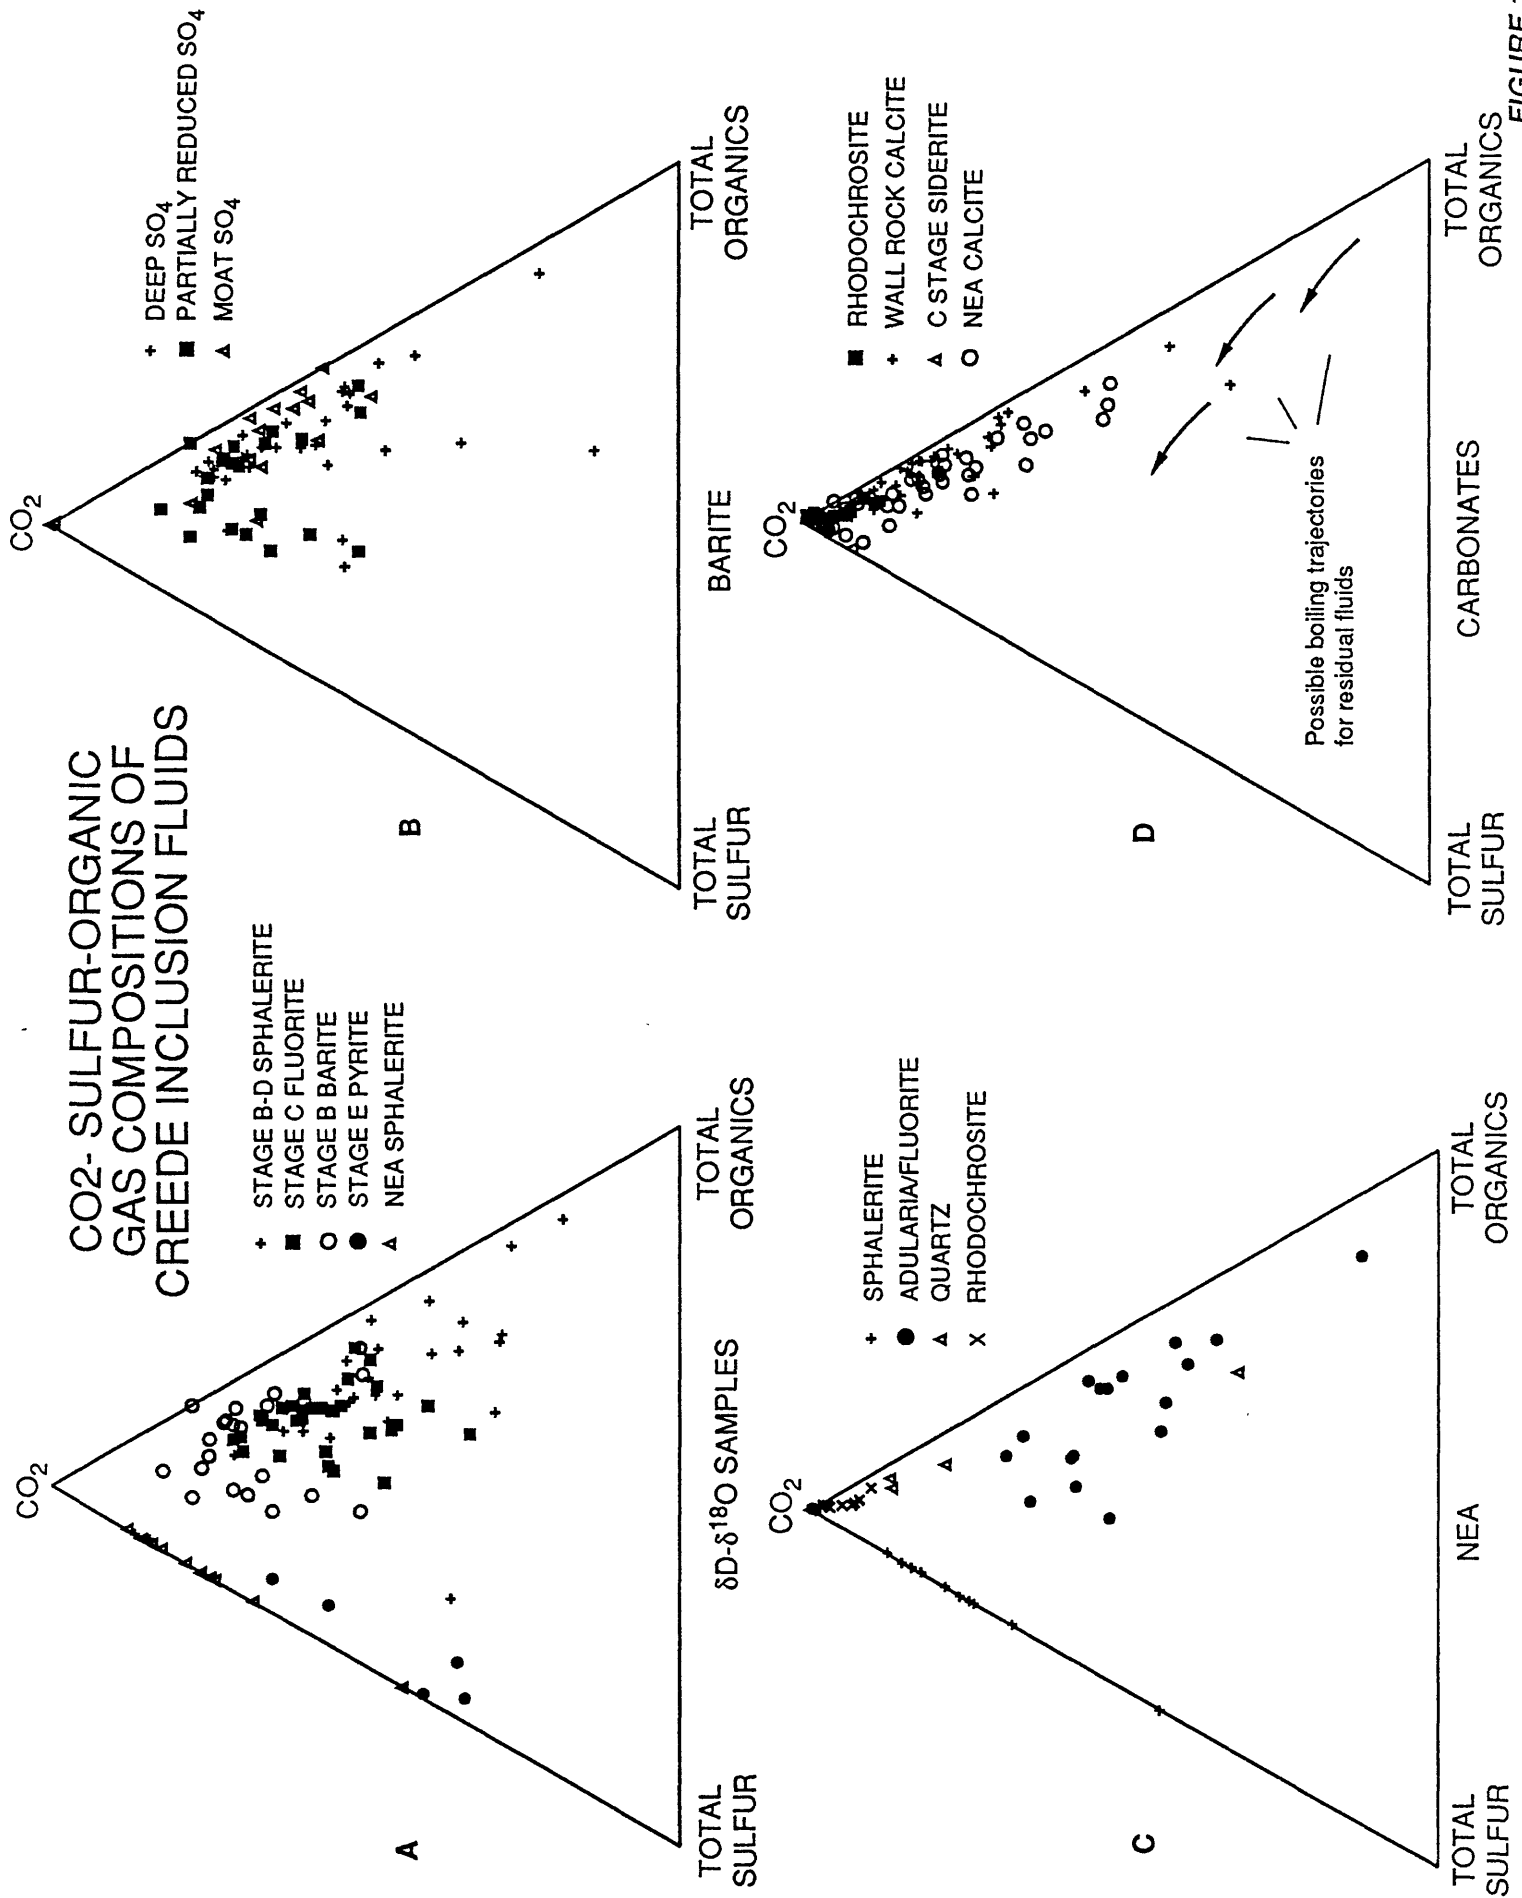 CO2- SULFUR-ORGANIC
GAS COMPOSITIONS OF
CREEDE INCLUSION FLUIDS
CO2
+ STAGE B-D SPHALERITE
■ STAGE C FLUORITE
○ STAGE B BARITE
● STAGE E PYRITE
△ NEA SPHALERITE
A
TOTAL
SULFUR
δD-δ18O SAMPLES
TOTAL
ORGANICS
CO2
+ DEEP SO4
■ PARTIALLY REDUCED SO4
△ MOAT SO4
B
TOTAL
SULFUR
BARITE
TOTAL
ORGANICS
CO2
+ SPHALERITE
● ADULARIA/FLUORITE
△ QUARTZ
× RHODOCHROSITE
C
TOTAL
SULFUR
NEA
TOTAL
ORGANICS
CO2
■ RHODOCHROSITE
+ WALL ROCK CALCITE
△ C STAGE SIDERITE
○ NEA CALCITE
D
Possible boiling trajectories
for residual fluids
TOTAL
SULFUR
CARBONATES
TOTAL
ORGANICS
FIGURE